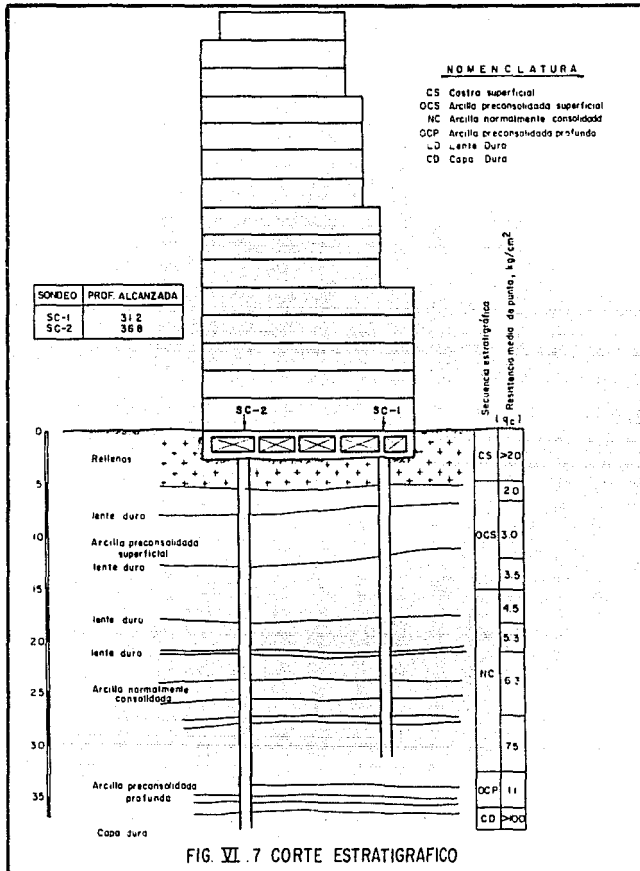 NOMENCLATURA
CS Costra superficial
OCS Arcilla preconsolidada superficial
NC Arcilla normalmente consolidada
OCP Arcilla preconsolidada profunda
LD Lente Duro
CD Capa Dura
SONDEO PROF. ALCANZADA
SC-1 31.2
SC-2 36.8
Secuencia estratigráfica
Resistencia media de punta, kg/cm2
(qc)
SC-2 SC-1
0
Rellenos
CS >20
5
2.0
lente duro
10
Arcilla preconsolidada
superficial
OCS 3.0
lente duro
3.5
15
4.5
lente duro
5.3
20
lente duro
NC
6.3
Arcilla normalmente
consolidada
25
7.5
30
Arcilla preconsolidada
profunda
OCP 11
35
CD >100
Capa dura
FIG. VI.7 CORTE ESTRATIGRAFICO